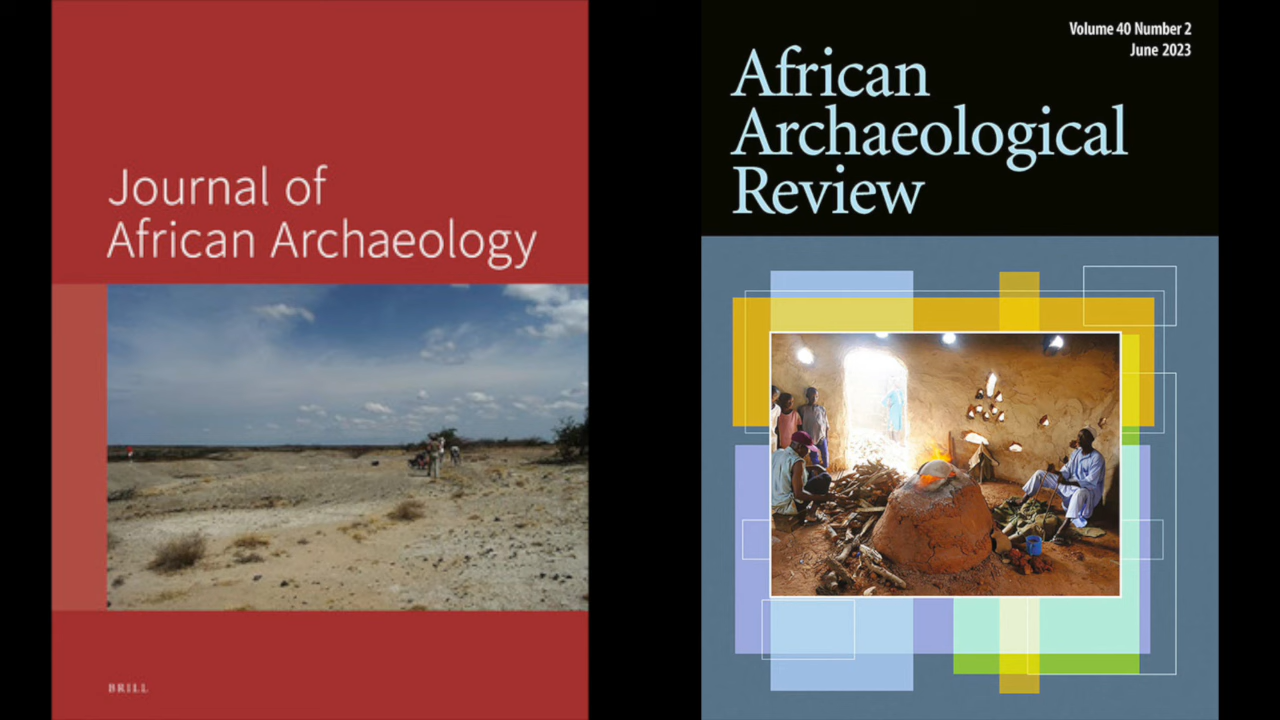 Journal of
African Archaeology
BRILL
Volume 40 Number 2
June 2023
African
Archaeological
Review